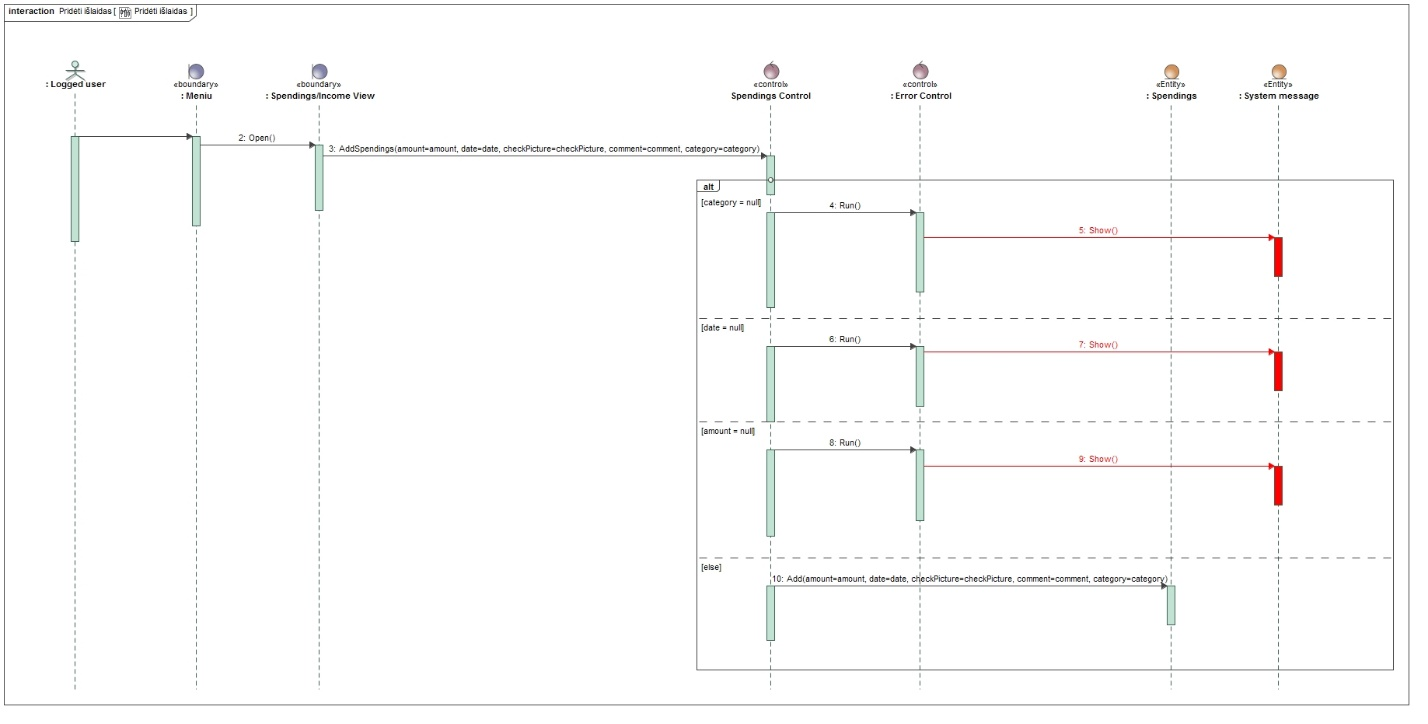 interaction Pridėti išlaidas [ Pridėti išlaidas ]
: Logged user
«boundary»
: Meniu
«boundary»
: Spendings/Income View
«control»
Spendings Control
«control»
: Error Control
«Entity»
: Spendings
«Entity»
: System message
2: Open()
3: AddSpendings(amount=amount, date=date, checkPicture=checkPicture, comment=comment, category=category)
alt
[category = null]
4: Run()
5: Show()
[date = null]
6: Run()
7: Show()
[amount = null]
8: Run()
9: Show()
[else]
10: Add(amount=amount, date=date, checkPicture=checkPicture, comment=comment, category=category)